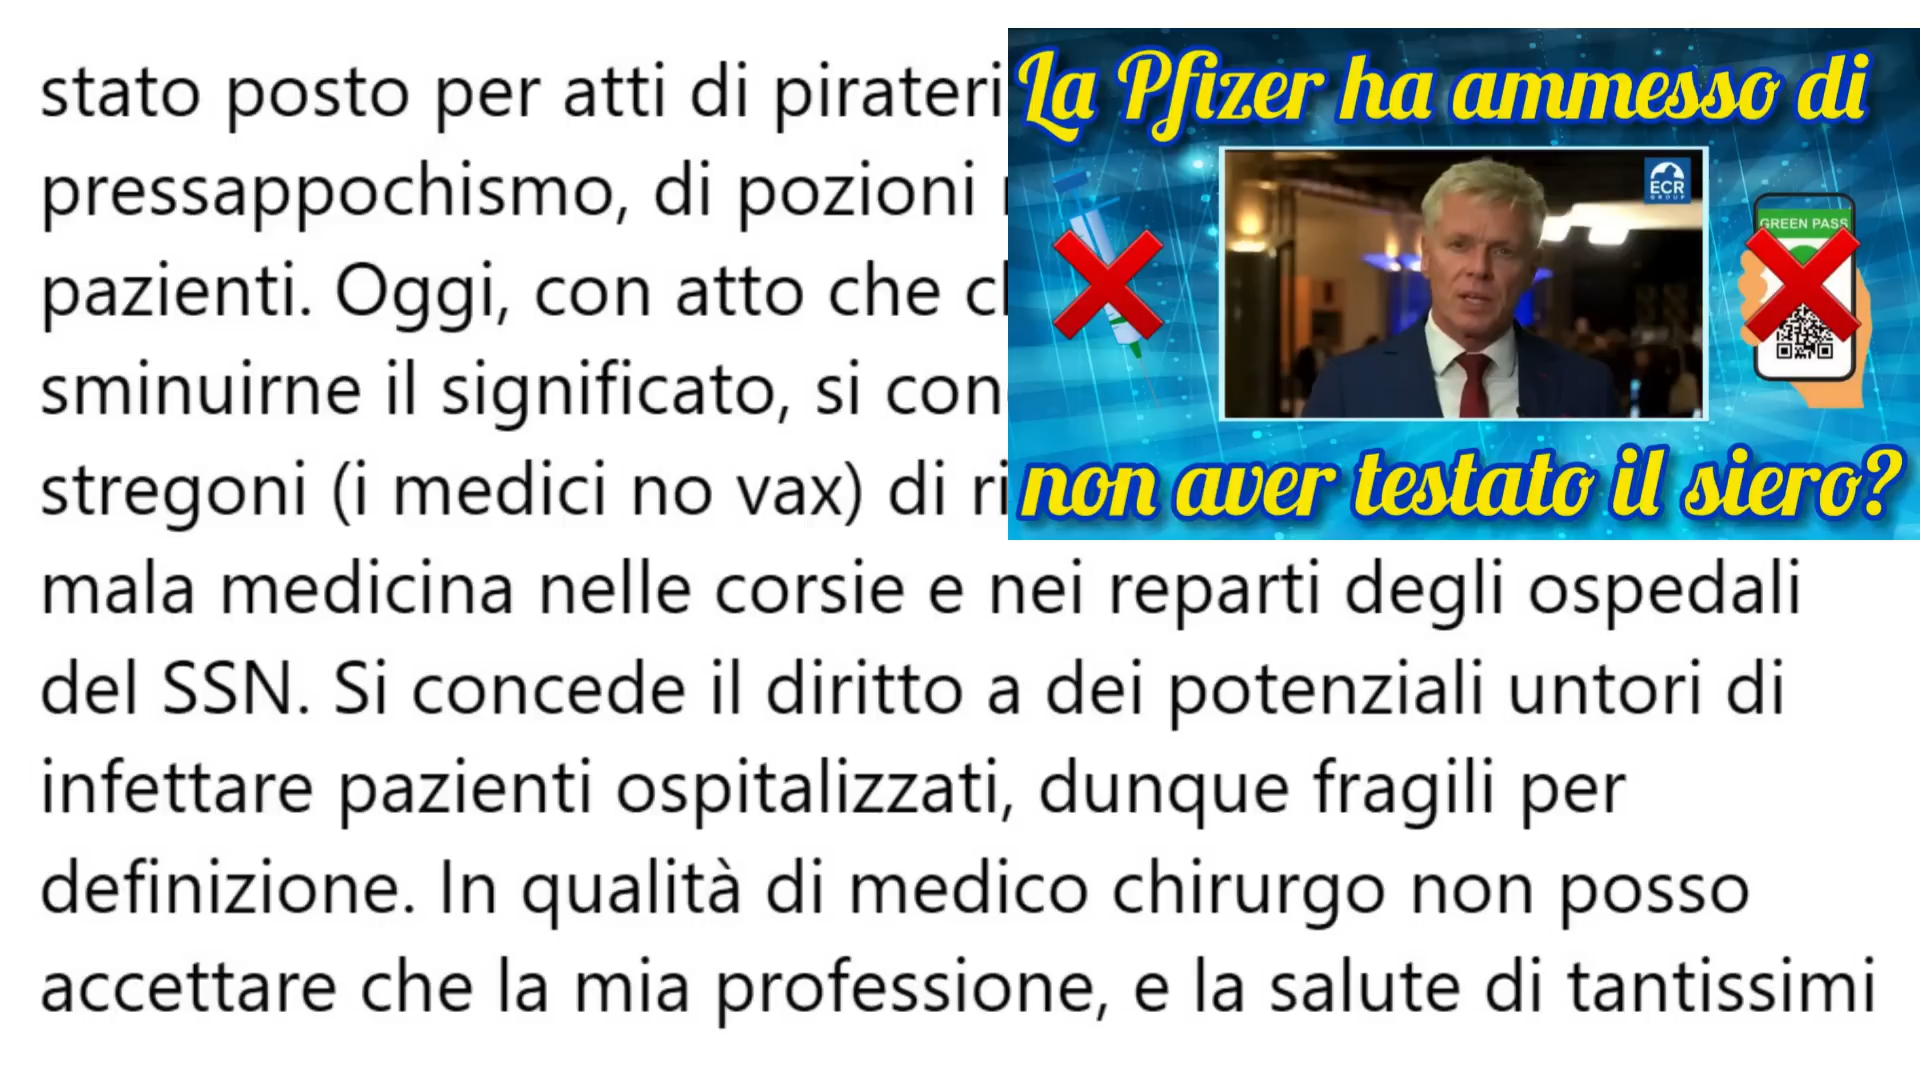 stato posto per atti di
pressappochismo, di pozioni
pazienti. Oggi, con atto che
sminuirne il significato, si
stregoni (i medici no vax) di
mala medicina nelle corsie e nei reparti degli ospedali
del SSN. Si concede il diritto a dei potenziali untori di
infettare pazienti ospitalizzati, dunque fragili per
definizione. In qualità di medico chirurgo non posso
accettare che la mia professione, e la salute di tantissimi
La Pfizer ha ammesso di
ECR
GROUP
GREEN PASS
non aver testato il siero?